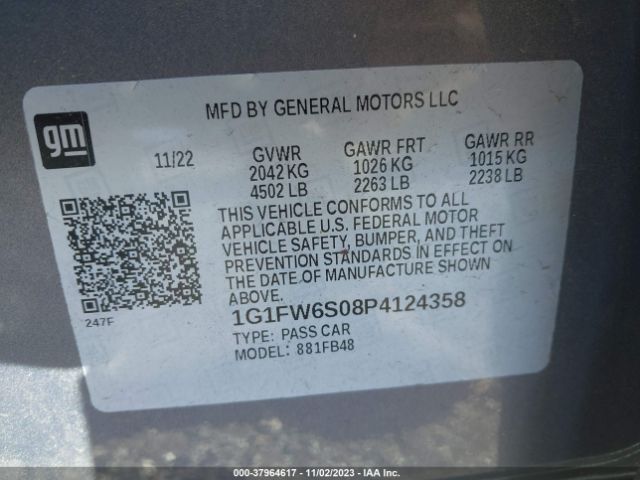 MFD BY GENERAL MOTORS LLC
gm
11/22
GVWR
2042 KG
4502 LB
GAWR FRT
1026 KG
2263 LB
GAWR RR
1015 KG
2238 LB
THIS VEHICLE CONFORMS TO ALL
APPLICABLE U.S. FEDERAL MOTOR
VEHICLE SAFETY, BUMPER, AND THEFT
PREVENTION STANDARDS IN EFFECT ON
THE DATE OF MANUFACTURE SHOWN
ABOVE.
247F
1G1FW6S08P4124358
TYPE: PASS CAR
MODEL: 881FB48
000-37964617 - 11/02/2023 - IAA Inc.